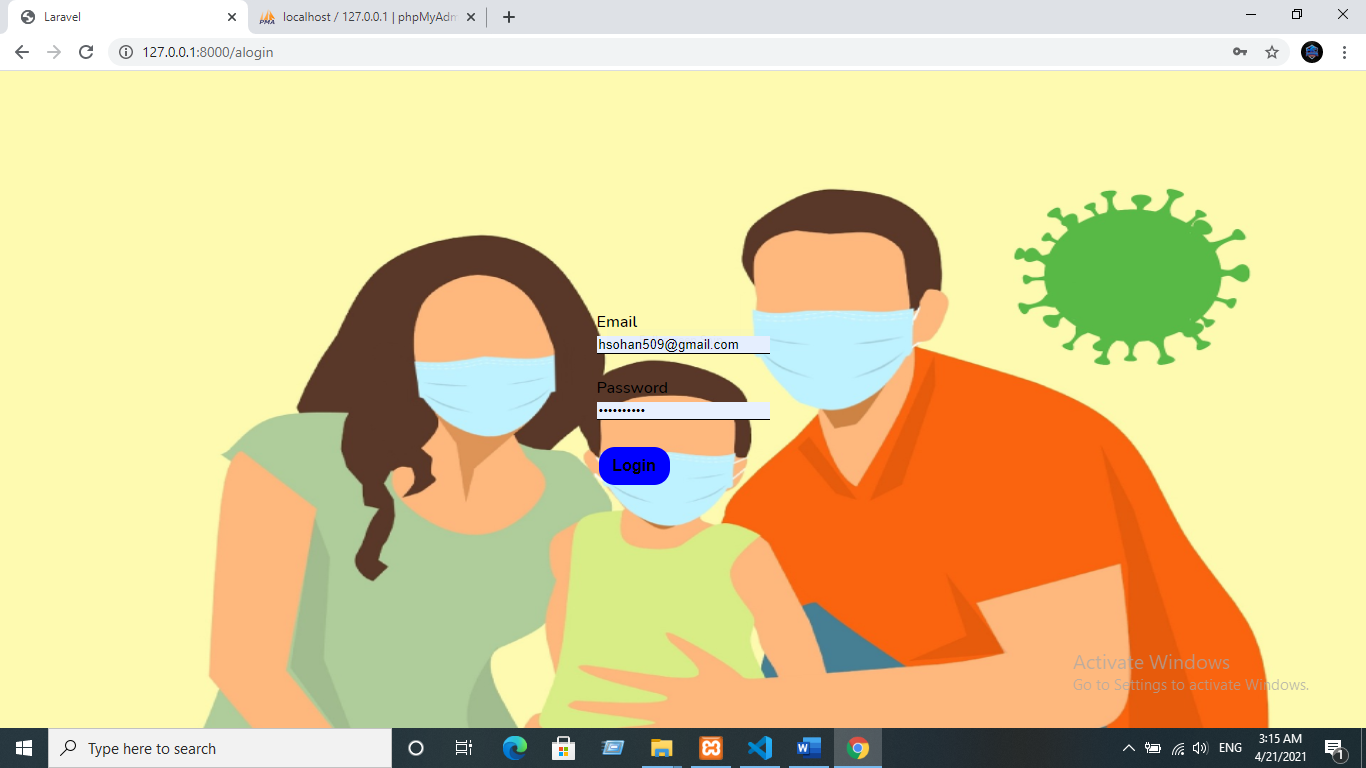 Laravel
localhost / 127.0.0.1 | phpMyAdm
127.0.0.1:8000/alogin
Email
hsohan509@gmail.com
Password
••••••••••
Login
Activate Windows
Go to Settings to activate Windows.
Type here to search
ENG
3:15 AM
4/21/2021
1